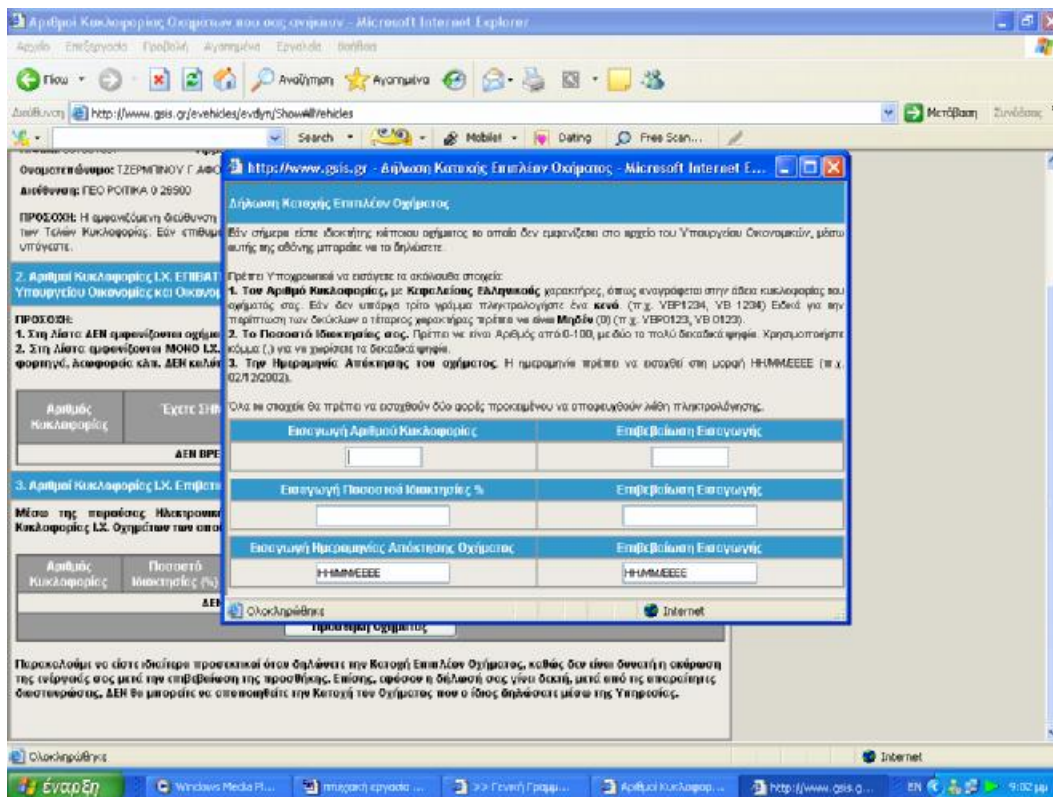 Αριθμοί Κυκλοφορίας Οχημάτων που σας ανήκουν - Microsoft Internet Explorer
Αρχείο Επεξεργασία Προβολή Αγαπημένα Εργαλεία Βοήθεια
Πίσω Αναζήτηση Αγαπημένα
Διεύθυνση http://www.gsis.gr/evehicles/evdlyn/ShowAllVehicles Μετάβαση Συνδέσεις
Search Mobile! Dating Free Scan...
Ονοματεπώνυμο: ΤΖΕΡΜΠΙΝΟΥ Γ ΑΦΟ
Διεύθυνση: ΠΕΟ ΡΟΙΤΙΚΑ 0 26500
ΠΡΟΣΟΧΗ: Η εμφανιζόμενη διεύθυνση
των Τελών Κυκλοφορίας. Εάν επιθυμε
υπάγεστε.
2. Αριθμοί Κυκλοφορίας Ι.Χ. ΕΠΙΒΑΤ
Υπουργείου Οικονομίας και Οικονομ
ΠΡΟΣΟΧΗ:
1. Στη Λίστα ΔΕΝ εμφανίζονται οχήμα
2. Στη Λίστα εμφανίζονται ΜΟΝΟ Ι.Χ.
φορτηγά, λεωφορεία κλπ. ΔΕΝ καλύπ
Αριθμός Κυκλοφορίας Έχετε ΣΗΜ
ΔΕΝ ΒΡΕ
3. Αριθμοί Κυκλοφορίας Ι.Χ. Επιβατι
Μέσω της παρούσας Ηλεκτρονικ
Κυκλοφορίας Ι.Χ. Οχημάτων των οποί
Αριθμός Κυκλοφορίας Ποσοστό Ιδιοκτησίας (%)
ΔΕΝ
Προσθήκη Οχήματος
Παρακαλούμε να είστε ιδιαίτερα προσεκτικοί όταν δηλώνετε την Κατοχή Επιπλέον Οχήματος, καθώς δεν είναι δυνατή η ακύρωση
της ενέργειάς σας μετά την επιβεβαίωση της προσθήκης. Επίσης, εφόσον η δήλωσή σας γίνει δεκτή, μετά από τις απαραίτητες
διασταυρώσεις, ΔΕΝ θα μπορείτε να αποποιηθείτε την Κατοχή του Οχήματος που ο ίδιος δηλώσατε μέσω της Υπηρεσίας.
http://www.gsis.gr - Δήλωση Κατοχής Επιπλέον Οχήματος - Microsoft Internet E...
Δήλωση Κατοχής Επιπλέον Οχήματος
Εάν σήμερα είστε ιδιοκτήτης κάποιου οχήματος το οποίο δεν εμφανίζεται στο αρχείο του Υπουργείου Οικονομικών, μέσω
αυτής της οθόνης μπορείτε να το δηλώσετε.
Πρέπει Υποχρεωτικά να εισάγετε τα ακόλουθα στοιχεία:
1. Τον Αριθμό Κυκλοφορίας, με Κεφαλαίους Ελληνικούς χαρακτήρες, όπως αναγράφεται στην άδεια κυκλοφορίας του
οχήματός σας. Εάν δεν υπάρχει τρίτο γράμμα πληκτρολογήστε ένα κενό. (π.χ. ΥΒΡ1234, ΥΒ 1234) Ειδικά για την
περίπτωση των δικύκλων ο τέταρτος χαρακτήρας πρέπει να είναι Μηδέν (0) (π.χ. ΥΒΡ0123, ΥΒ 0123).
2. Το Ποσοστό Ιδιοκτησίας σας. Πρέπει να είναι Αριθμός από 0-100, με δύο το πολύ δεκαδικά ψηφία. Χρησιμοποιήστε
κόμμα (,) για να χωρίσετε τα δεκαδικά ψηφία.
3. Την Ημερομηνία Απόκτησης του οχήματος. Η ημερομηνία πρέπει να εισαχθεί στη μορφή ΗΗ/ΜΜ/ΕΕΕΕ (π.χ.
02/12/2002).
Όλα τα στοιχεία θα πρέπει να εισαχθούν δύο φορές προκειμένου να αποφευχθούν λάθη πληκτρολόγησης.
Εισαγωγή Αριθμού Κυκλοφορίας Επιβεβαίωση Εισαγωγής
Εισαγωγή Ποσοστού Ιδιοκτησίας % Επιβεβαίωση Εισαγωγής
Εισαγωγή Ημερομηνίας Απόκτησης Οχήματος Επιβεβαίωση Εισαγωγής
ΗΗ/ΜΜ/ΕΕΕΕ ΗΗ/ΜΜ/ΕΕΕΕ
Ολοκληρώθηκε Internet
Ολοκληρώθηκε Internet
έναρξη Windows Media Pl... πτυχιακή εργασία ... >> Γενική Γραμμ... Αριθμοί Κυκλοφορ... http://www.gsis.g... EN 9:02 μμ